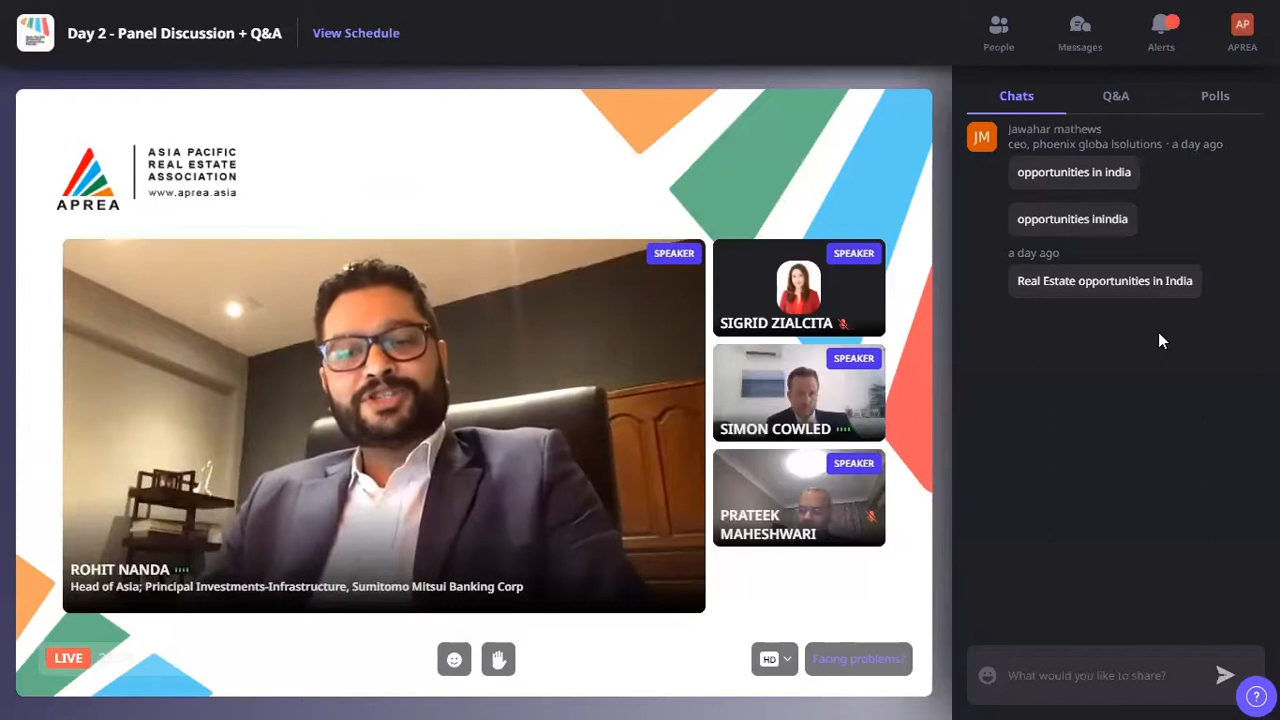 Day 2 - Panel Discussion + Q&A
View Schedule
People
Messages
Alerts
AP
APREA
ASIA PACIFIC
REAL ESTATE
ASSOCIATION
www.aprea.asia
APREA
SPEAKER
ROHIT NANDA
Head of Asia; Principal Investments-Infrastructure, Sumitomo Mitsui Banking Corp
SPEAKER
SIGRID ZIALCITA
SPEAKER
SIMON COWLED
SPEAKER
PRATEEK
MAHESHWARI
LIVE
HD
Facing problems?
Chats
Q&A
Polls
JM
Jawahar mathews
ceo, phoenix globa lsolutions · a day ago
opportunities in india
opportunities inindia
a day ago
Real Estate opportunities in India
What would you like to share?
?